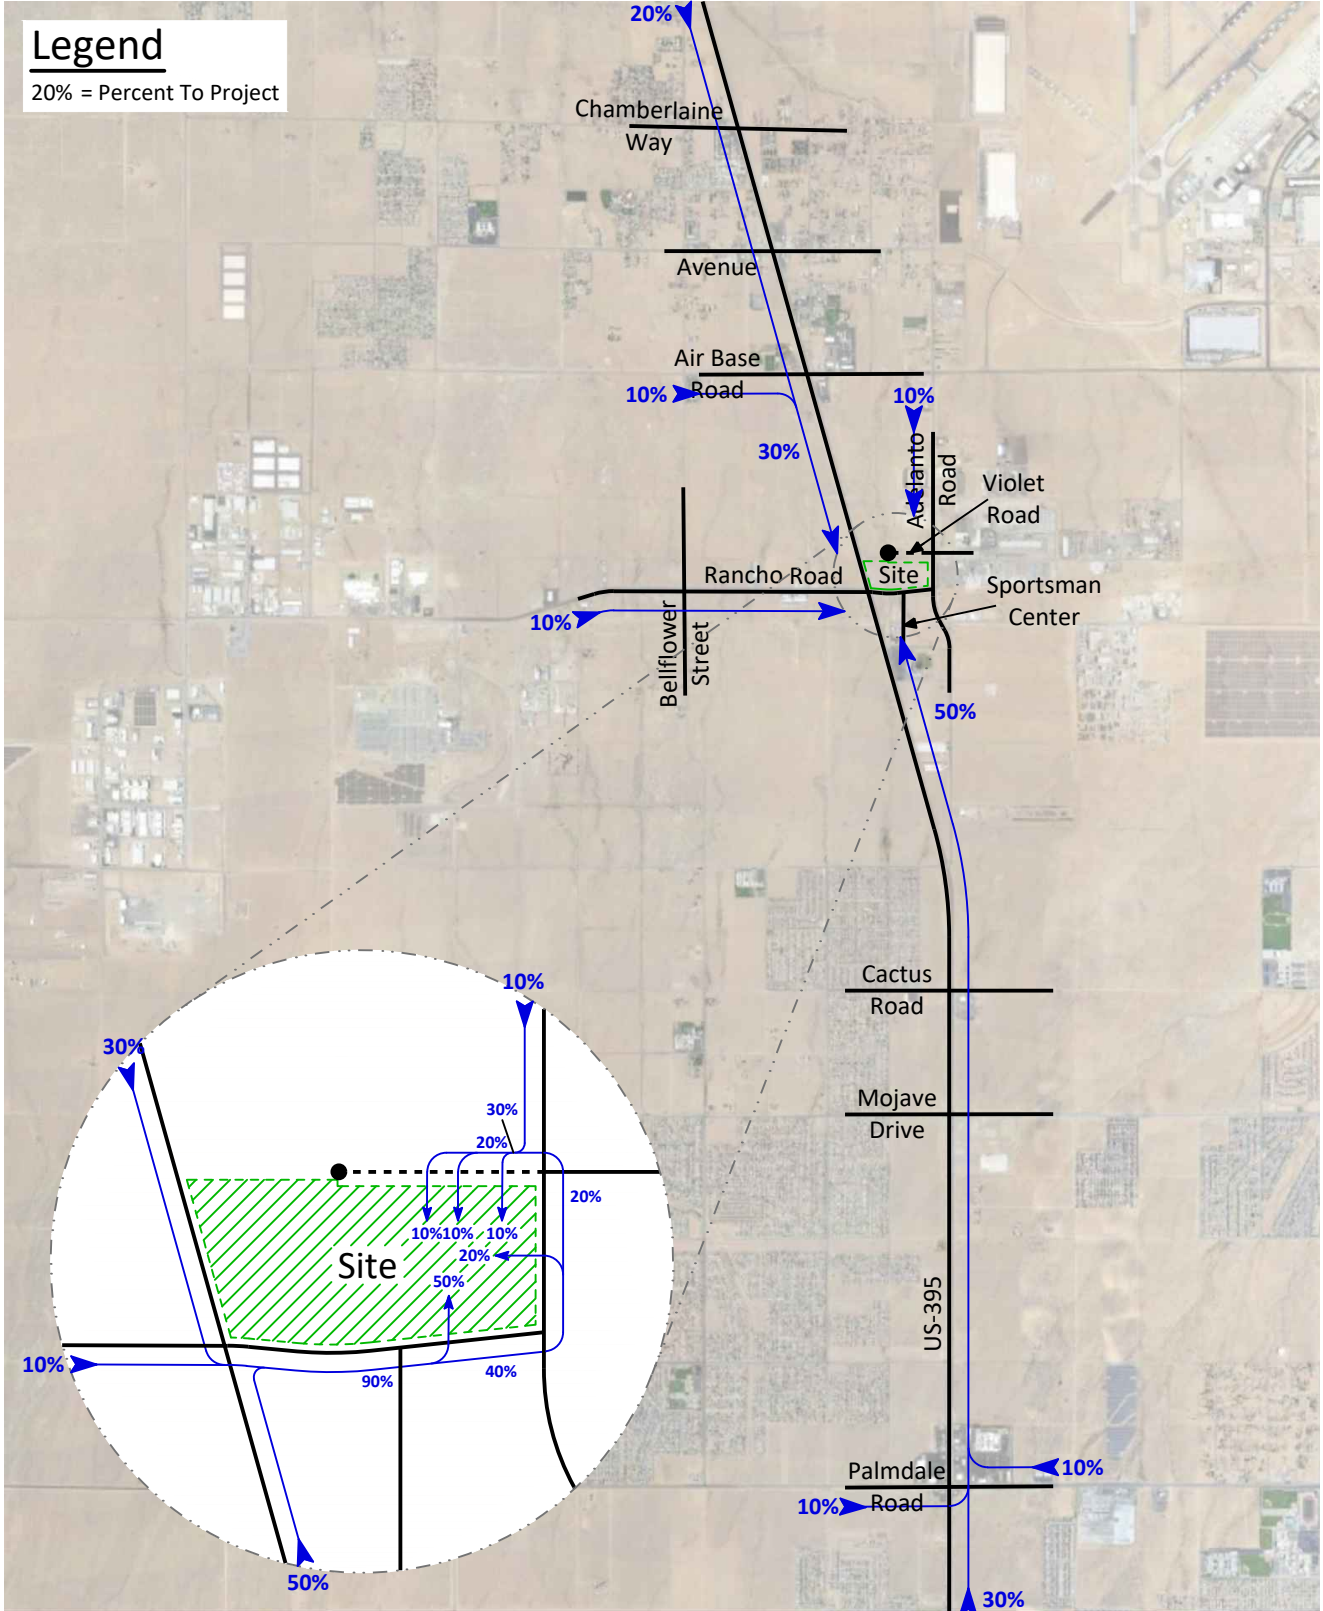 Legend
20% = Percent To Project
20%
Chamberlaine
Way
Avenue
Air Base
Road
10%
10%
30%
Adelanto
Road
Violet
Road
Rancho Road
Site
Sportsman
Center
10%
Bellflower
Street
50%
Cactus
Road
Mojave
Drive
US-395
Palmdale
Road
10%
10%
30%
10%
30%
30%
20%
20%
10%
10%
10%
20%
Site
50%
10%
90%
40%
50%